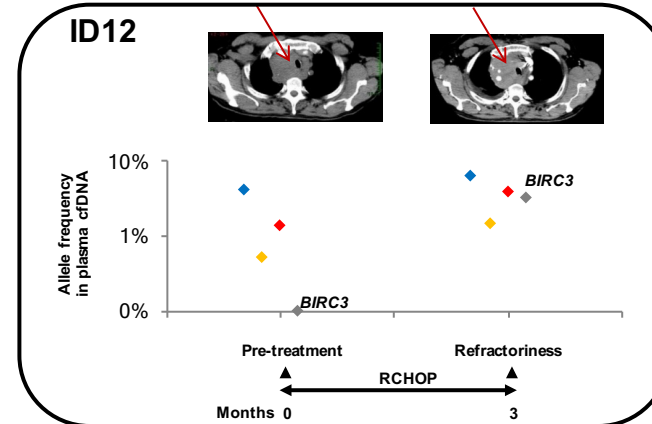 ID12
Allele frequency
in plasma cfDNA
10%
1%
0%
BIRC3
BIRC3
Pre-treatment
Refractoriness
RCHOP
Months 0
3